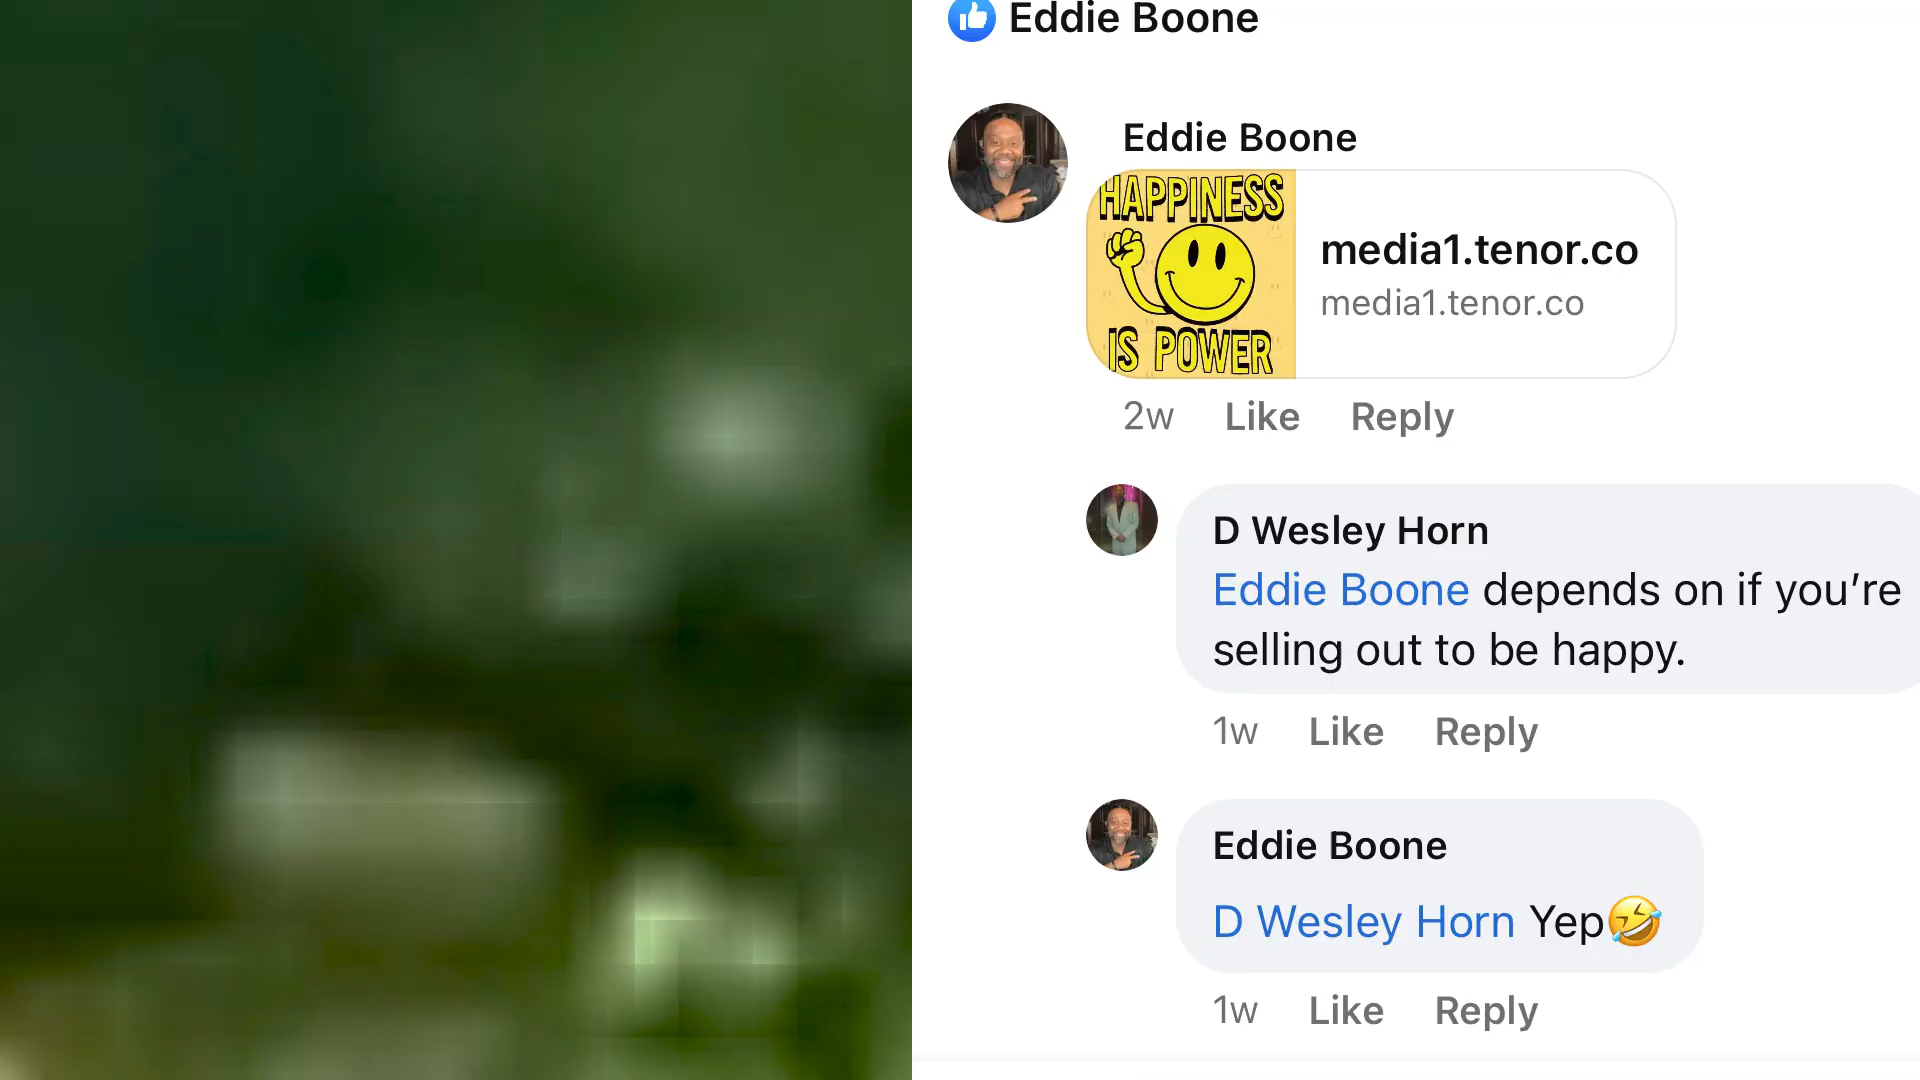 Eddie Boone
Eddie Boone
HAPPINESS
IS POWER
media1.tenor.co
media1.tenor.co
2w Like Reply
D Wesley Horn
Eddie Boone depends on if you’re
selling out to be happy.
1w Like Reply
Eddie Boone
D Wesley Horn Yep🤣
1w Like Reply